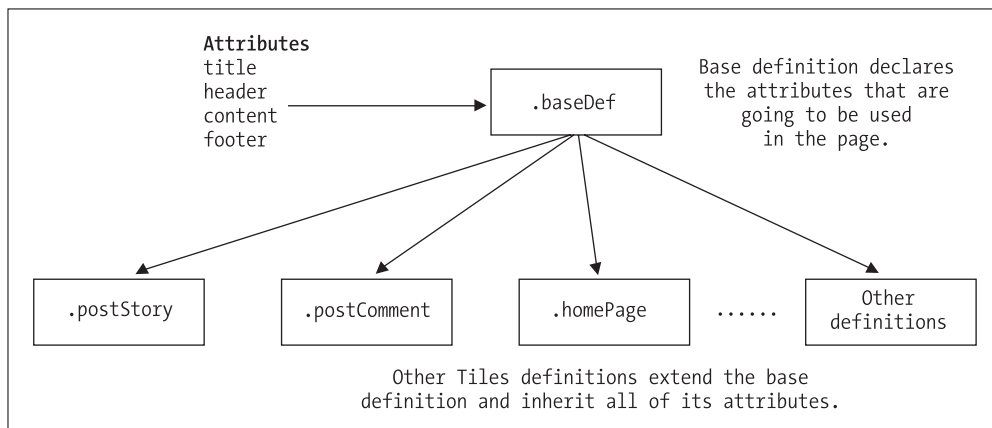 Attributes
title
header
content
footer
.baseDef
Base definition declares
the attributes that are
going to be used
in the page.
.postStory
.postComment
.homePage
......
Other
definitions
Other Tiles definitions extend the base
definition and inherit all of its attributes.